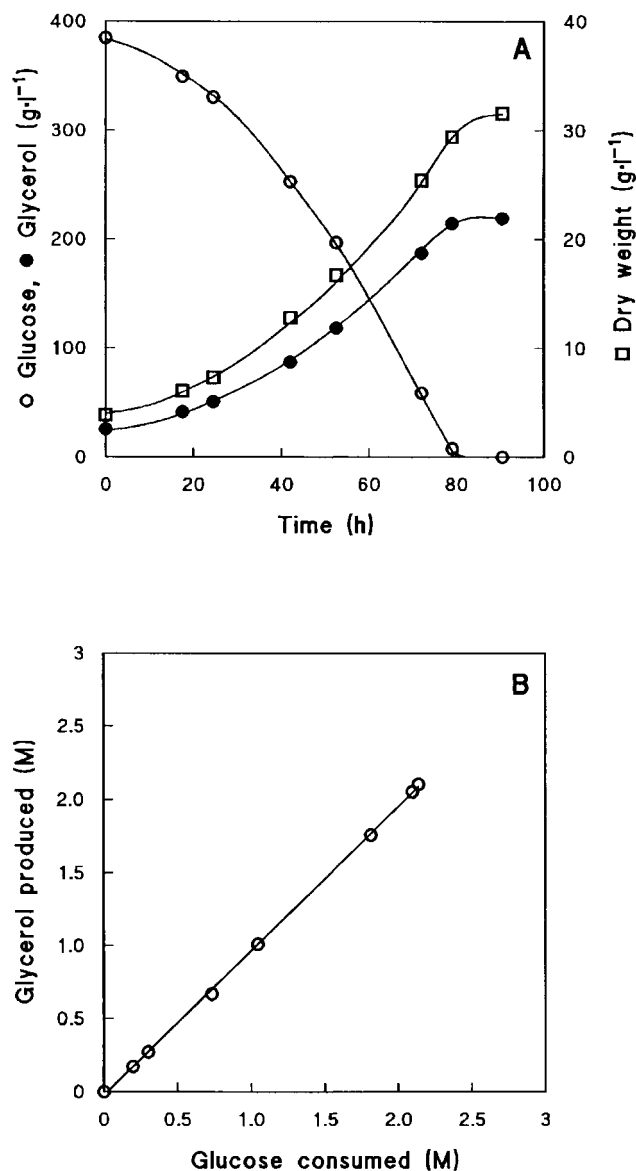 A
400
300
200
100
0
○ Glucose, ● Glycerol (g·l⁻¹)
40
30
20
10
0
□ Dry weight (g·l⁻¹)
0 20 40 60 80 100
Time (h)
B
3
2.5
2.0
1.5
1.0
0.5
0
Glycerol produced (M)
0 0.5 1.0 1.5 2.0 2.5 3
Glucose consumed (M)